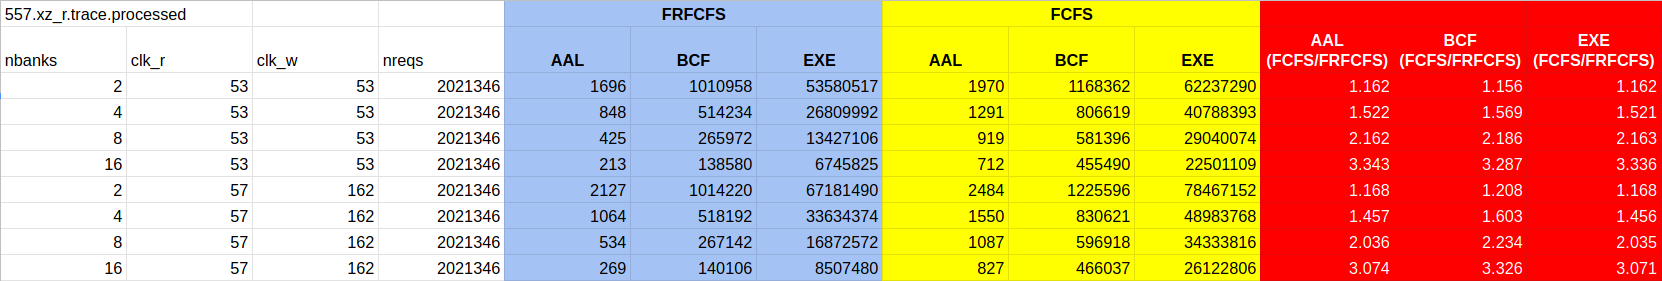 557.xz_r.trace.processed FRFCFS FCFS
AAL BCF EXE
nbanks clk_r clk_w nreqs AAL BCF EXE AAL BCF EXE (FCFS/FRFCFS) (FCFS/FRFCFS) (FCFS/FRFCFS)
2 53 53 2021346 1696 1010958 53580517 1970 1168362 62237290 1.162 1.156 1.162
4 53 53 2021346 848 514234 26809992 1291 806619 40788393 1.522 1.569 1.521
8 53 53 2021346 425 265972 13427106 919 581396 29040074 2.162 2.186 2.163
16 53 53 2021346 213 138580 6745825 712 455490 22501109 3.343 3.287 3.336
2 57 162 2021346 2127 1014220 67181490 2484 1225596 78467152 1.168 1.208 1.168
4 57 162 2021346 1064 518192 33634374 1550 830621 48983768 1.457 1.603 1.456
8 57 162 2021346 534 267142 16872572 1087 596918 34333816 2.036 2.234 2.035
16 57 162 2021346 269 140106 8507480 827 466037 26122806 3.074 3.326 3.071